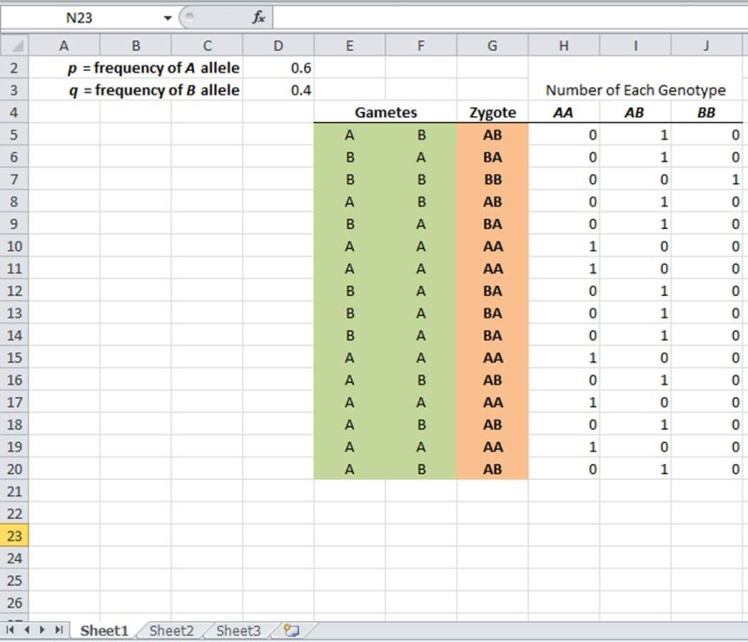 N23 fx
A B C D E F G H I J
2 p = frequency of A allele 0.6
3 q = frequency of B allele 0.4 Number of Each Genotype
4 Gametes Zygote AA AB BB
5 A B AB 0 1 0
6 B A BA 0 1 0
7 B B BB 0 0 1
8 A B AB 0 1 0
9 B A BA 0 1 0
10 A A AA 1 0 0
11 A A AA 1 0 0
12 B A BA 0 1 0
13 B A BA 0 1 0
14 B A BA 0 1 0
15 A A AA 1 0 0
16 A B AB 0 1 0
17 A A AA 1 0 0
18 A B AB 0 1 0
19 A A AA 1 0 0
20 A B AB 0 1 0
21
22
23
24
25
26
Sheet1 Sheet2 Sheet3